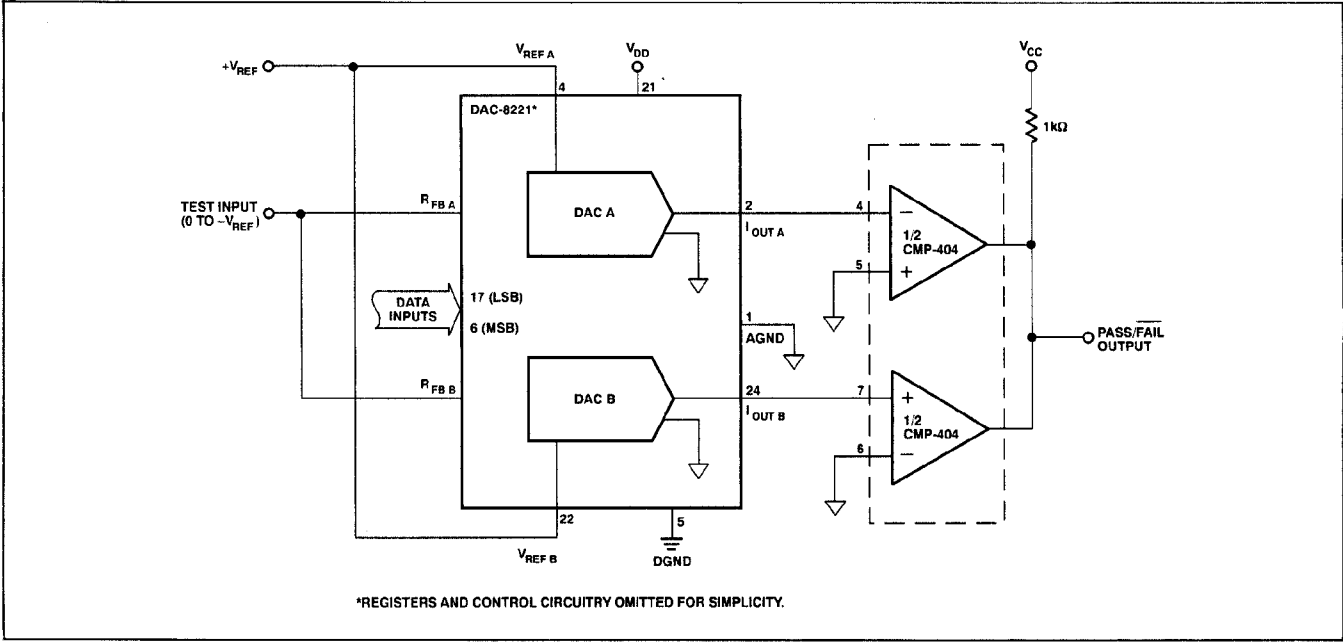 +VREF
VREF A
VDD
VCC
4
21
DAC-8221*
1kΩ
TEST INPUT
(0 TO –VREF)
RFB A
DAC A
2
IOUT A
4
–
1/2
CMP-404
5
+
DATA
INPUTS
17 (LSB)
6 (MSB)
1
AGND
PASS/F̅A̅I̅L̅
OUTPUT
RFB B
DAC B
24
IOUT B
7
+
1/2
CMP-404
6
–
22
5
VREF B
DGND
*REGISTERS AND CONTROL CIRCUITRY OMITTED FOR SIMPLICITY.